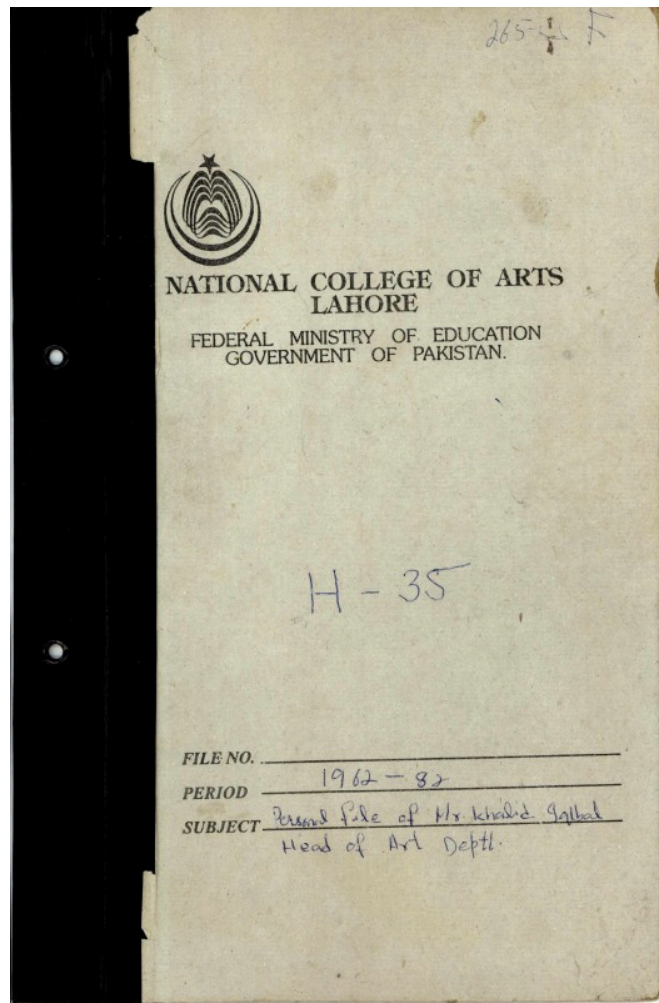 265-
NATIONAL COLLEGE OF ARTS
LAHORE
FEDERAL MINISTRY OF EDUCATION
GOVERNMENT OF PAKISTAN.
H - 35
FILE NO.
PERIOD 1962 - 82
SUBJECT Personal file of Mr. Khalid Iqbal
Head of Art Deptt.